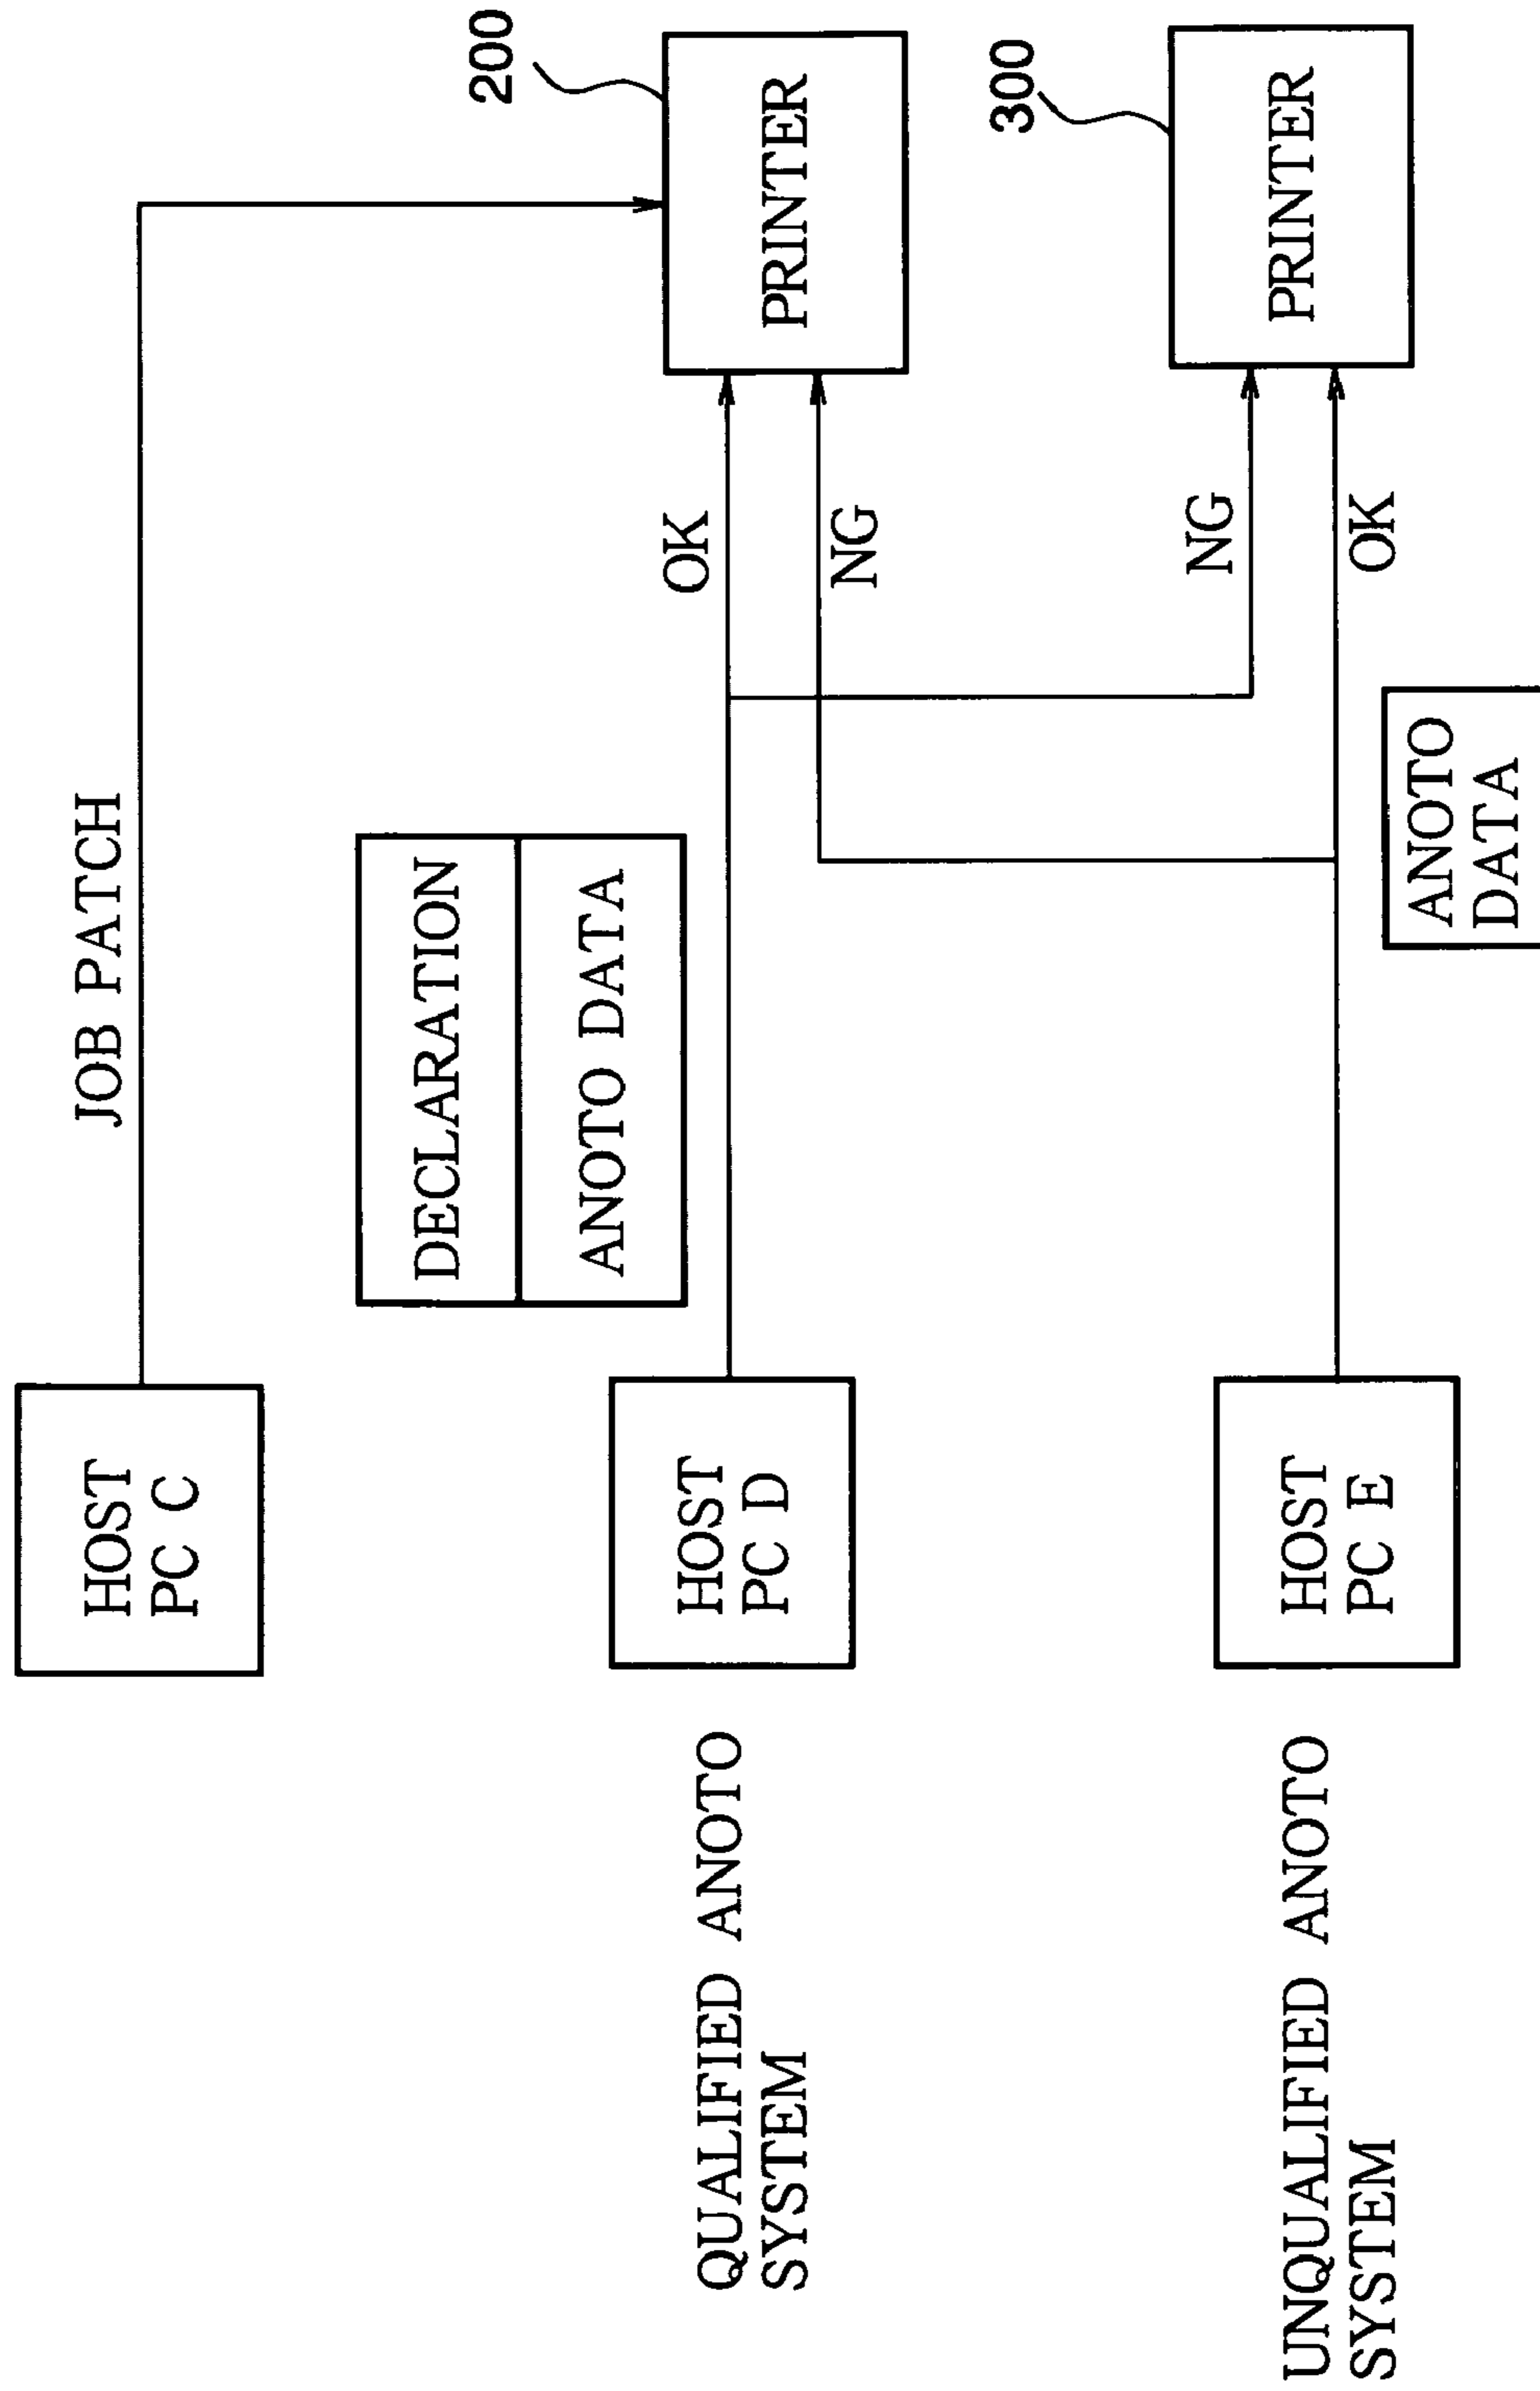 HOST
PC C
JOB PATCH
200
PRINTER
QUALIFIED ANOTO
SYSTEM
HOST
PC D
DECLARATION
ANOTO DATA
OK
NG
300
PRINTER
NG
OK
UNQUALIFIED ANOTO
SYSTEM
HOST
PC E
ANOTO
DATA